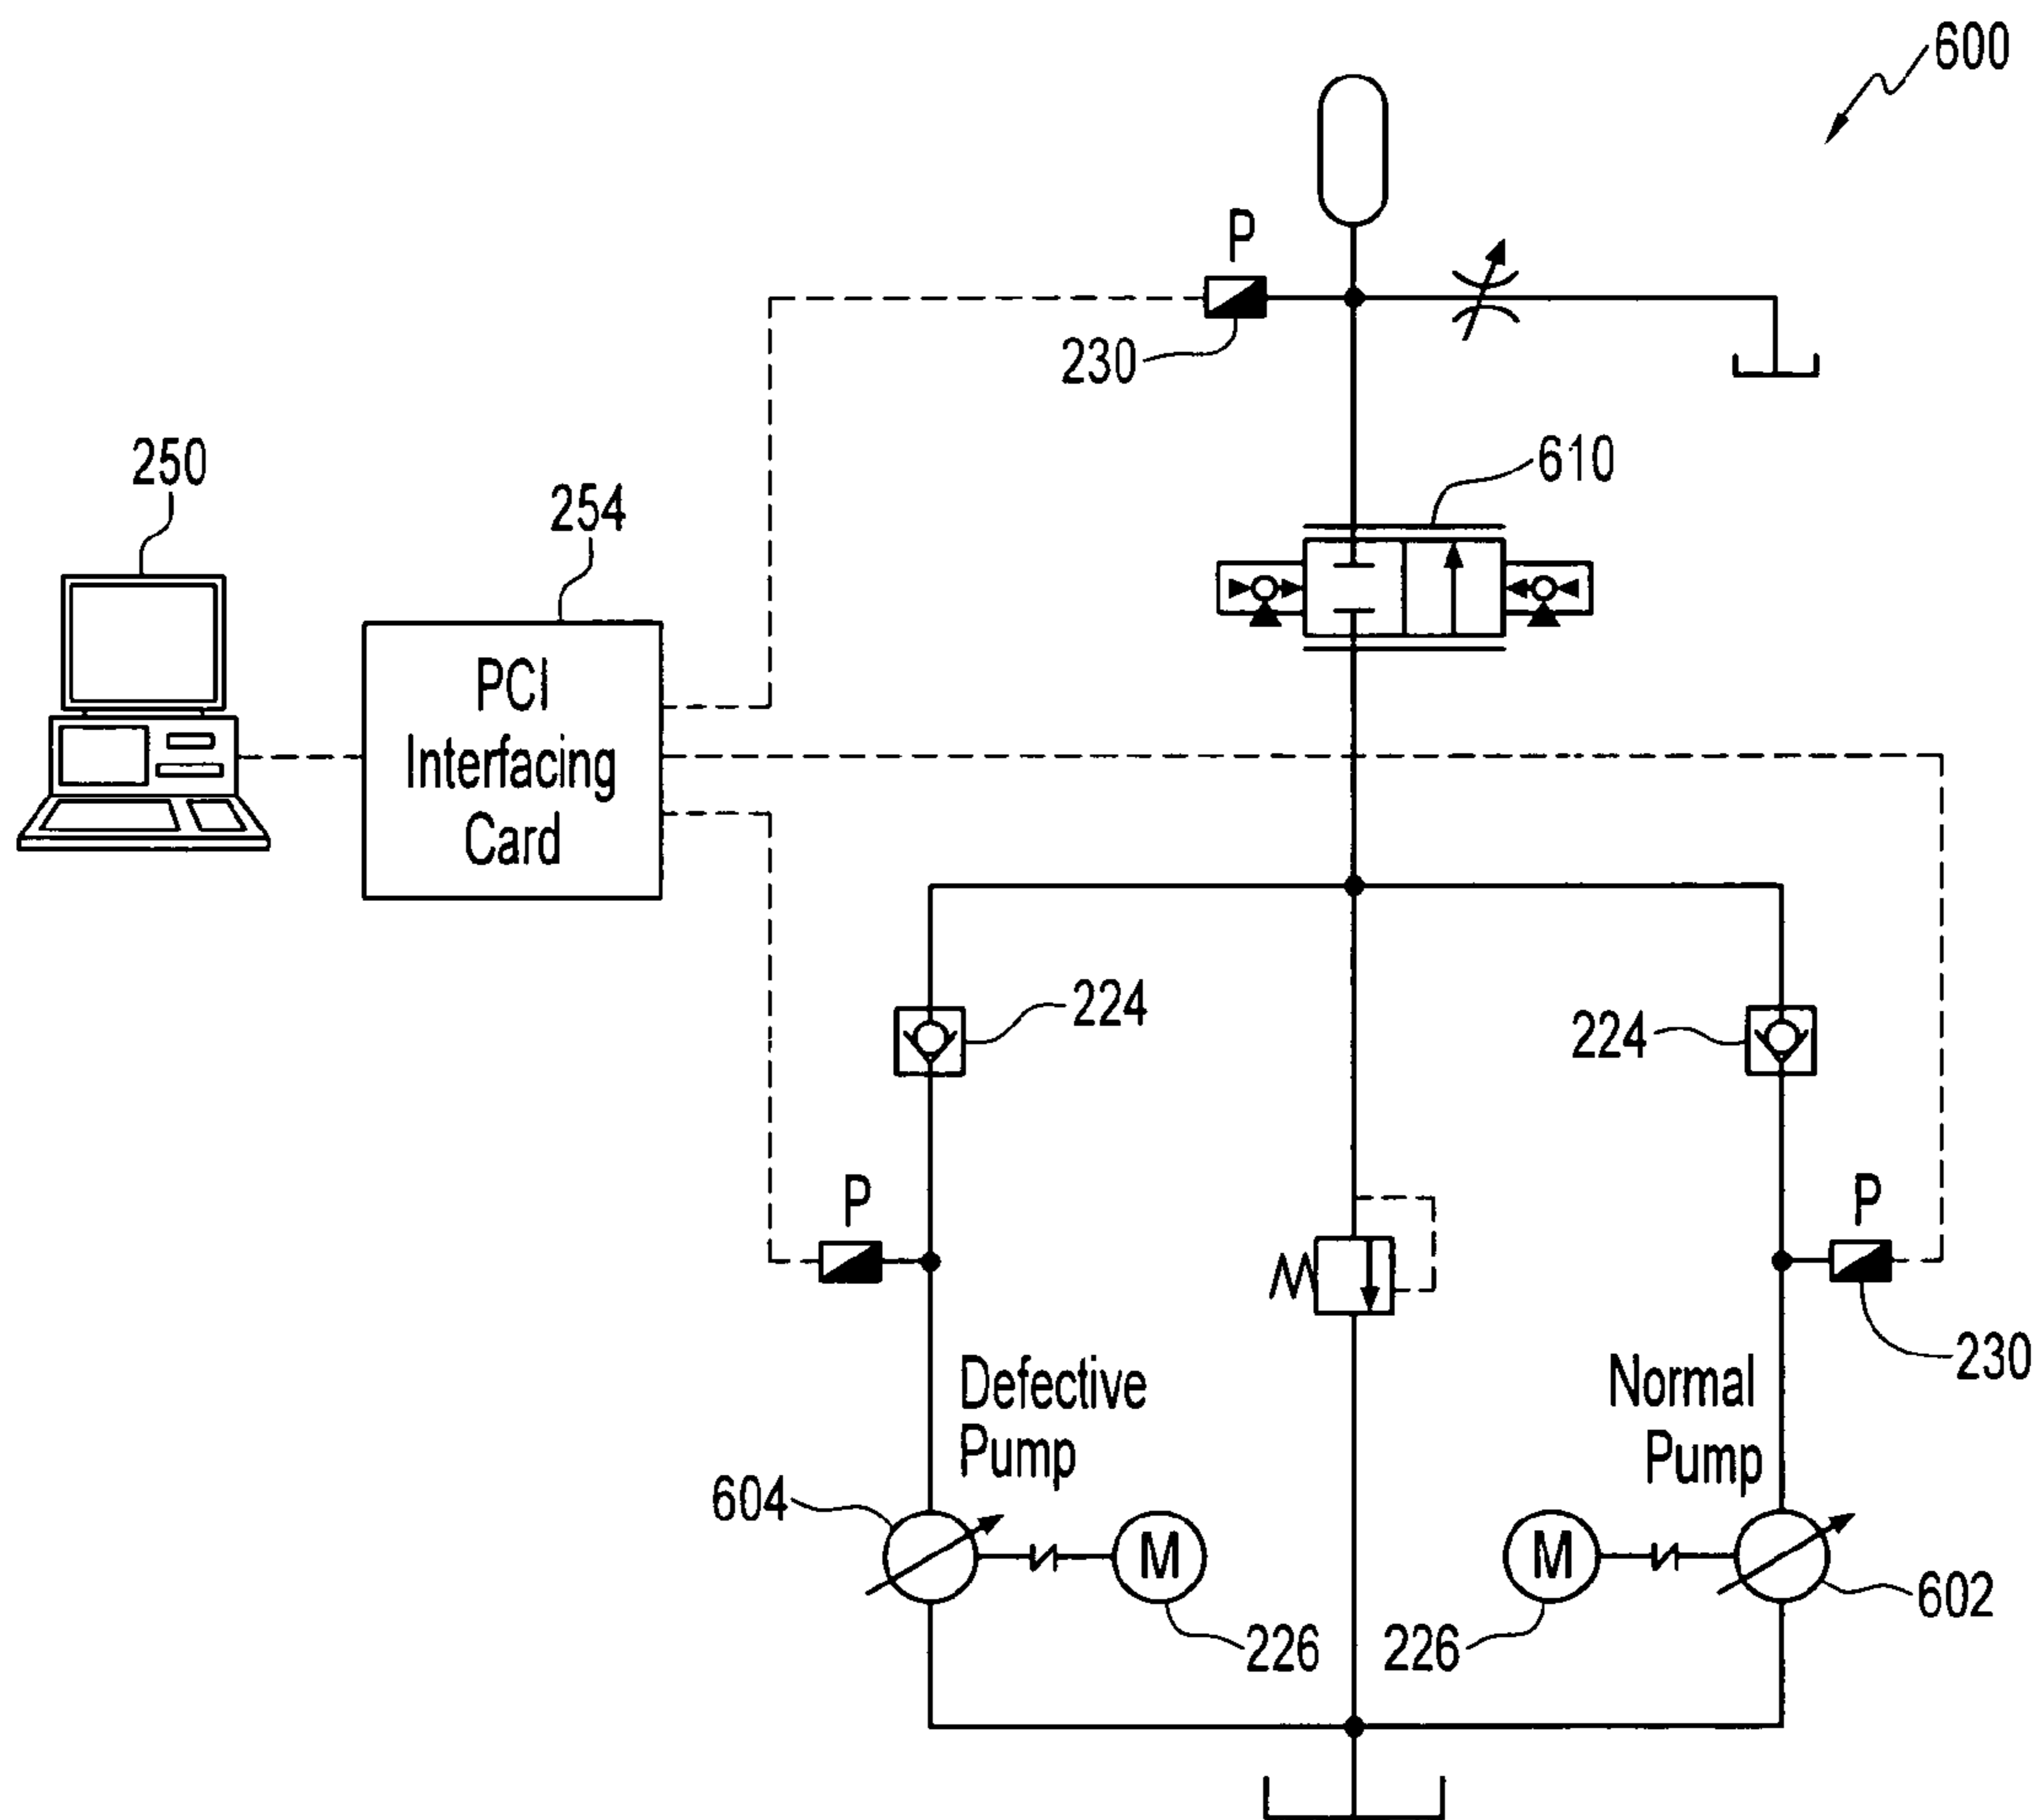 600
P
230
610
250
254
PCI
Interfacing
Card
224
224
P
P
230
Defective
Pump
Normal
Pump
604
M
M
602
226
226